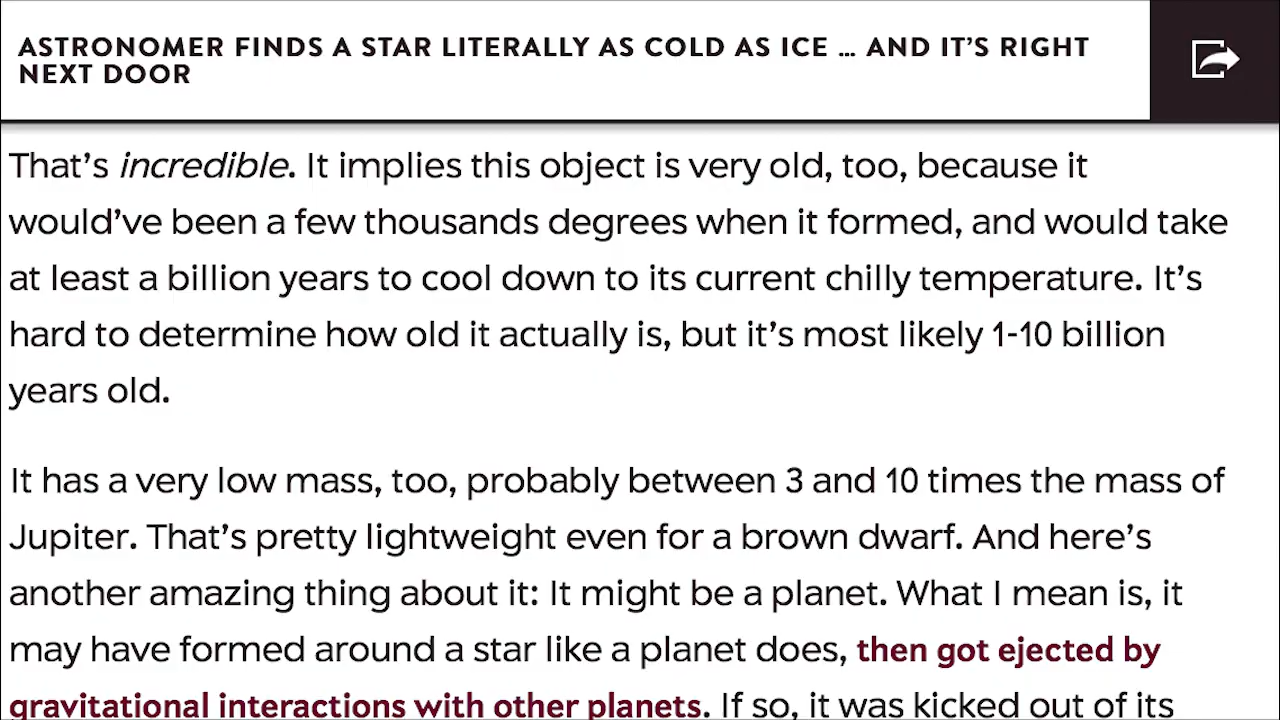 ASTRONOMER FINDS A STAR LITERALLY AS COLD AS ICE … AND IT’S RIGHT
NEXT DOOR
That’s incredible. It implies this object is very old, too, because it
would’ve been a few thousands degrees when it formed, and would take
at least a billion years to cool down to its current chilly temperature. It’s
hard to determine how old it actually is, but it’s most likely 1-10 billion
years old.
It has a very low mass, too, probably between 3 and 10 times the mass of
Jupiter. That’s pretty lightweight even for a brown dwarf. And here’s
another amazing thing about it: It might be a planet. What I mean is, it
may have formed around a star like a planet does, then got ejected by
gravitational interactions with other planets. If so, it was kicked out of its